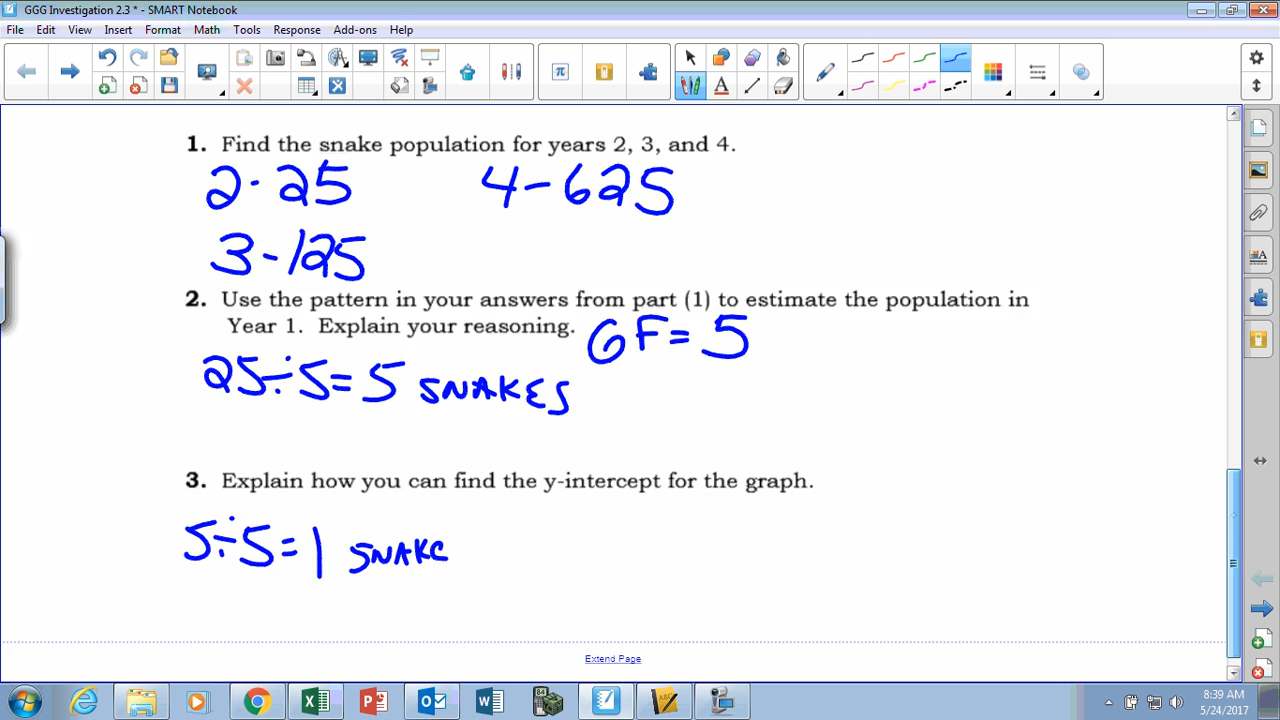 GGG Investigation 2.3 * - SMART Notebook
File Edit View Insert Format Math Tools Response Add-ons Help
1. Find the snake population for years 2, 3, and 4.
2 - 25 4 - 625
3 - 125
2. Use the pattern in your answers from part (1) to estimate the population in
Year 1. Explain your reasoning.
GF = 5
25÷5 = 5 SNAKES
3. Explain how you can find the y-intercept for the graph.
5÷5 = 1 SNAKE
Extend Page
8:39 AM
5/24/2017